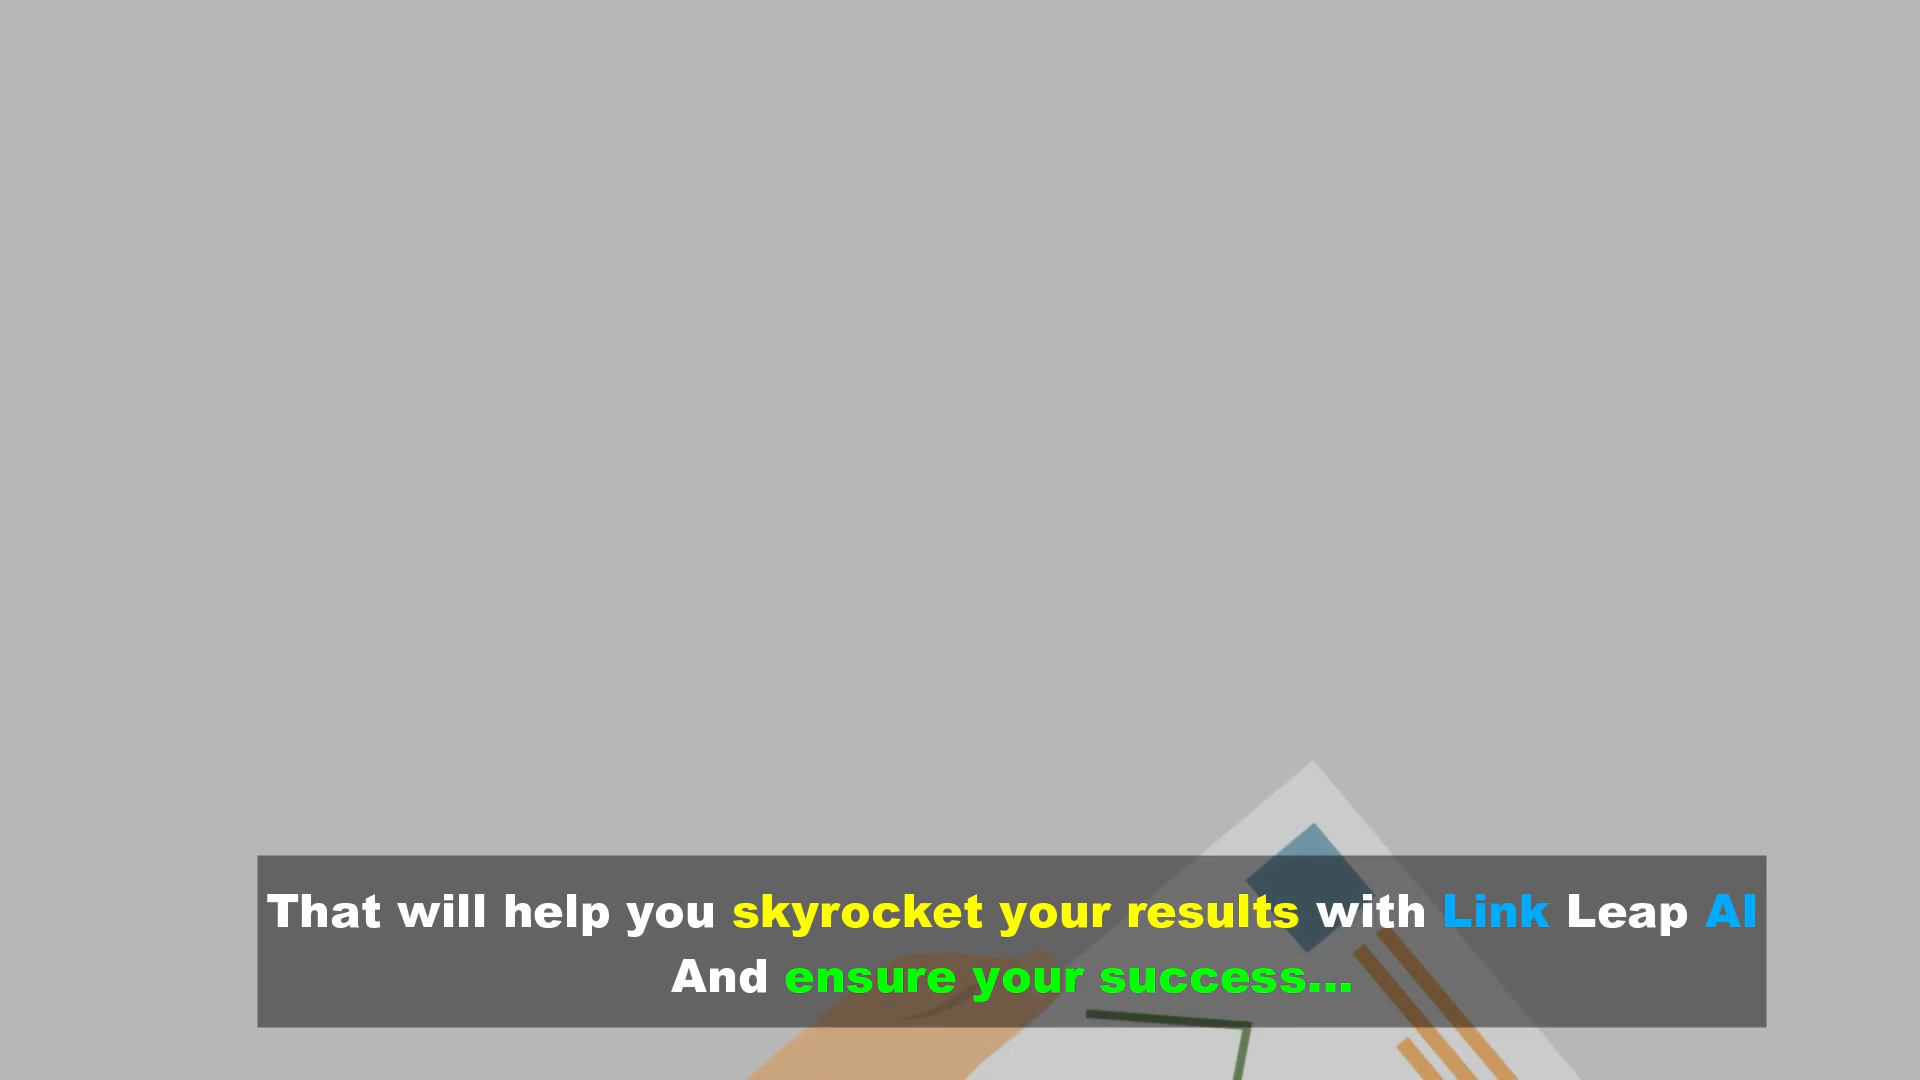 That will help you skyrocket your results with Link Leap AI
And ensure your success...